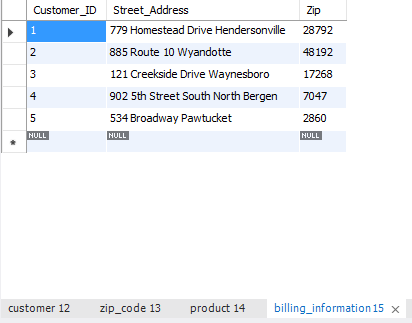 Customer_ID Street_Address Zip
1 779 Homestead Drive Hendersonville 28792
2 885 Route 10 Wyandotte 48192
3 121 Creekside Drive Waynesboro 17268
4 902 5th Street South North Bergen 7047
5 534 Broadway Pawtucket 2860
NULL NULL NULL
customer 12 zip_code 13 product 14 billing_information15